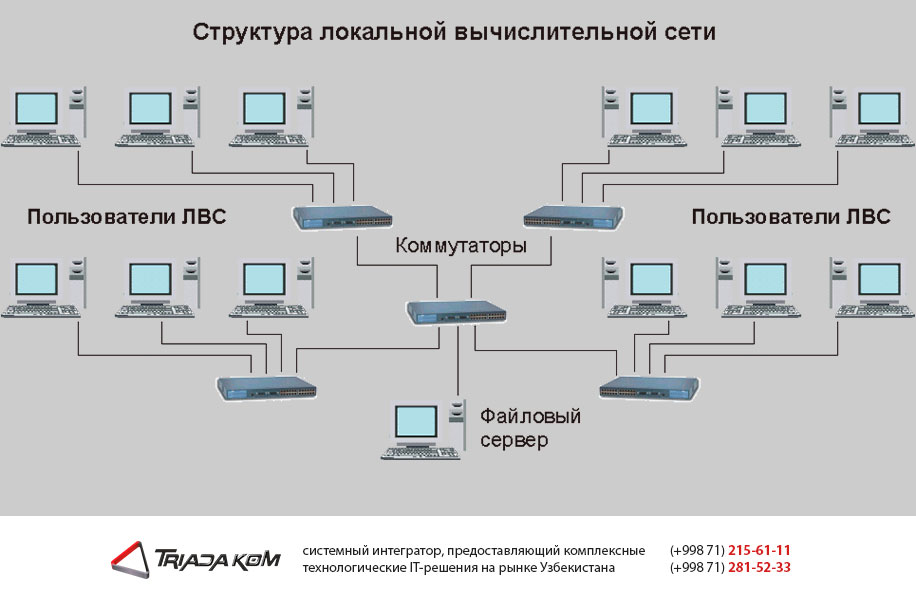 Структура локальной вычислительной сети
Пользователи ЛВС
Пользователи ЛВС
Коммутаторы
Файловый
сервер
TRIADA KOM
системный интегратор, предоставляющий комплексные
технологические IT-решения на рынке Узбекистана
(+998 71) 215-61-11
(+998 71) 281-52-33